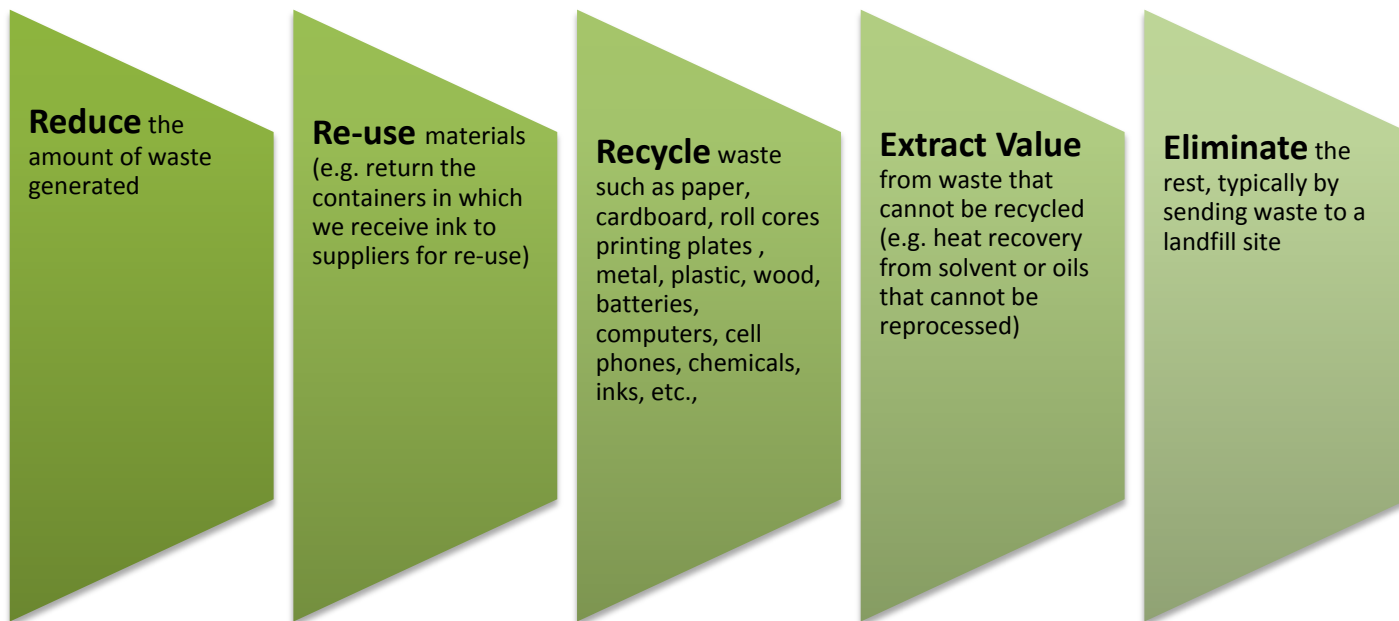 Reduce the
amount of waste
generated
Re-use materials
(e.g. return the
containers in which
we receive ink to
suppliers for re-use)
Recycle waste
such as paper,
cardboard, roll cores
printing plates ,
metal, plastic, wood,
batteries,
computers, cell
phones, chemicals,
inks, etc.,
Extract Value
from waste that
cannot be recycled
(e.g. heat recovery
from solvent or oils
that cannot be
reprocessed)
Eliminate the
rest, typically by
sending waste to a
landfill site